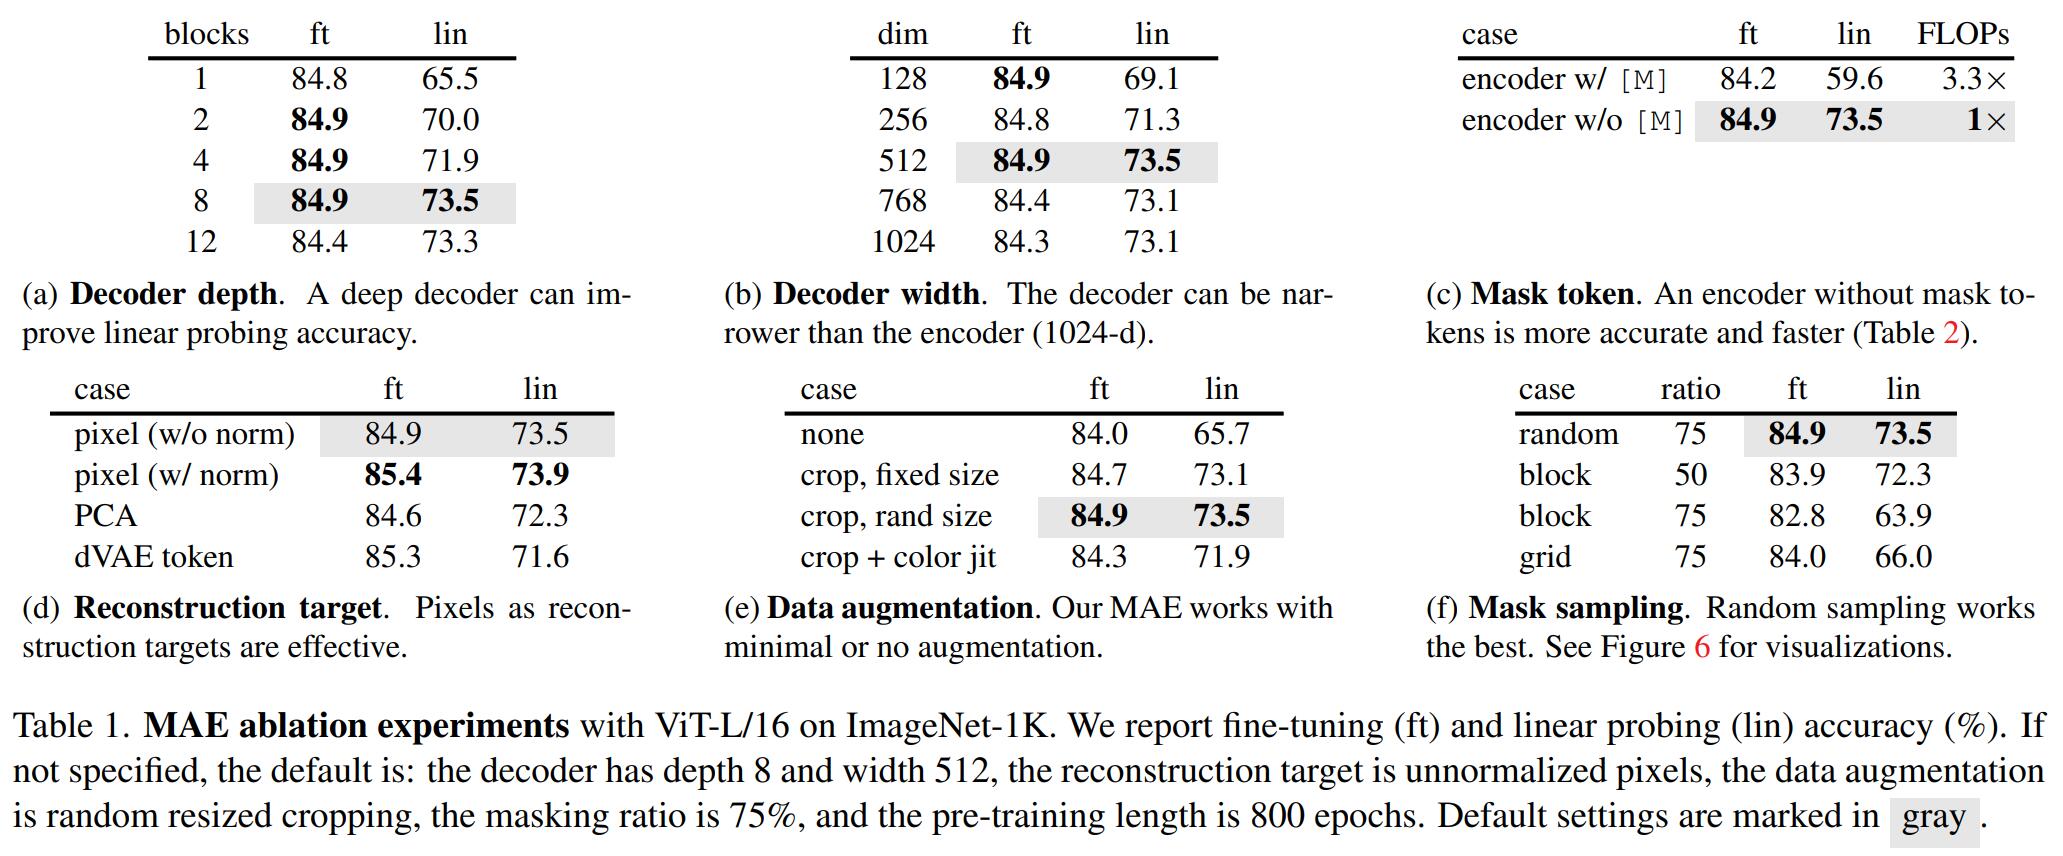 blocks ft lin
1 84.8 65.5
2 84.9 70.0
4 84.9 71.9
8 84.9 73.5
12 84.4 73.3
(a) Decoder depth. A deep decoder can im-
prove linear probing accuracy.
dim ft lin
128 84.9 69.1
256 84.8 71.3
512 84.9 73.5
768 84.4 73.1
1024 84.3 73.1
(b) Decoder width. The decoder can be nar-
rower than the encoder (1024-d).
case ft lin FLOPs
encoder w/ [M] 84.2 59.6 3.3×
encoder w/o [M] 84.9 73.5 1×
(c) Mask token. An encoder without mask to-
kens is more accurate and faster (Table 2).
case ft lin
pixel (w/o norm) 84.9 73.5
pixel (w/ norm) 85.4 73.9
PCA 84.6 72.3
dVAE token 85.3 71.6
(d) Reconstruction target. Pixels as recon-
struction targets are effective.
case ft lin
none 84.0 65.7
crop, fixed size 84.7 73.1
crop, rand size 84.9 73.5
crop + color jit 84.3 71.9
(e) Data augmentation. Our MAE works with
minimal or no augmentation.
case ratio ft lin
random 75 84.9 73.5
block 50 83.9 72.3
block 75 82.8 63.9
grid 75 84.0 66.0
(f) Mask sampling. Random sampling works
the best. See Figure 6 for visualizations.
Table 1. MAE ablation experiments with ViT-L/16 on ImageNet-1K. We report fine-tuning (ft) and linear probing (lin) accuracy (%). If
not specified, the default is: the decoder has depth 8 and width 512, the reconstruction target is unnormalized pixels, the data augmentation
is random resized cropping, the masking ratio is 75%, and the pre-training length is 800 epochs. Default settings are marked in gray .